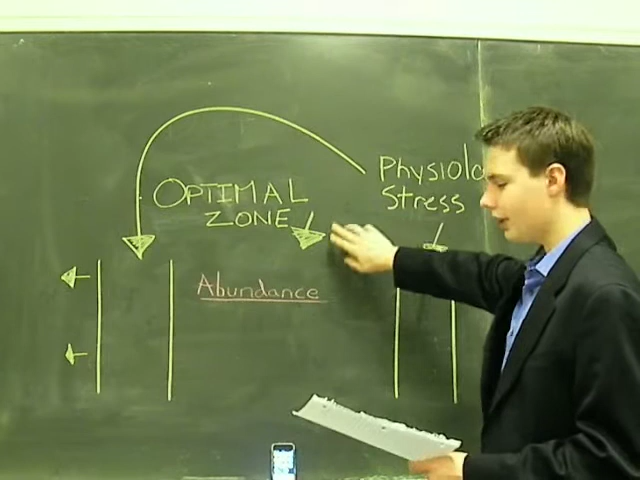 Physiolo
Stress
OPTIMAL
ZONE
Abundance